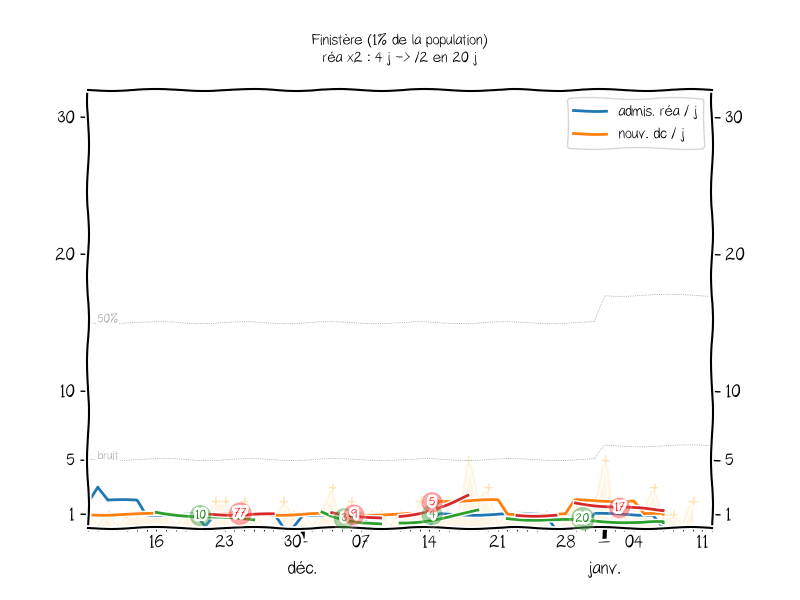 Finistère (1% de la population)
réa x2 : 4 j -> /2 en 20 j
admis. réa / j
nouv. dc / j
30 30
20 20
50%
10 10
bruit
5 5
5
10 77 9 4 20 17
1 1
16 23 30 07 14 21 28 04 11
déc. janv.